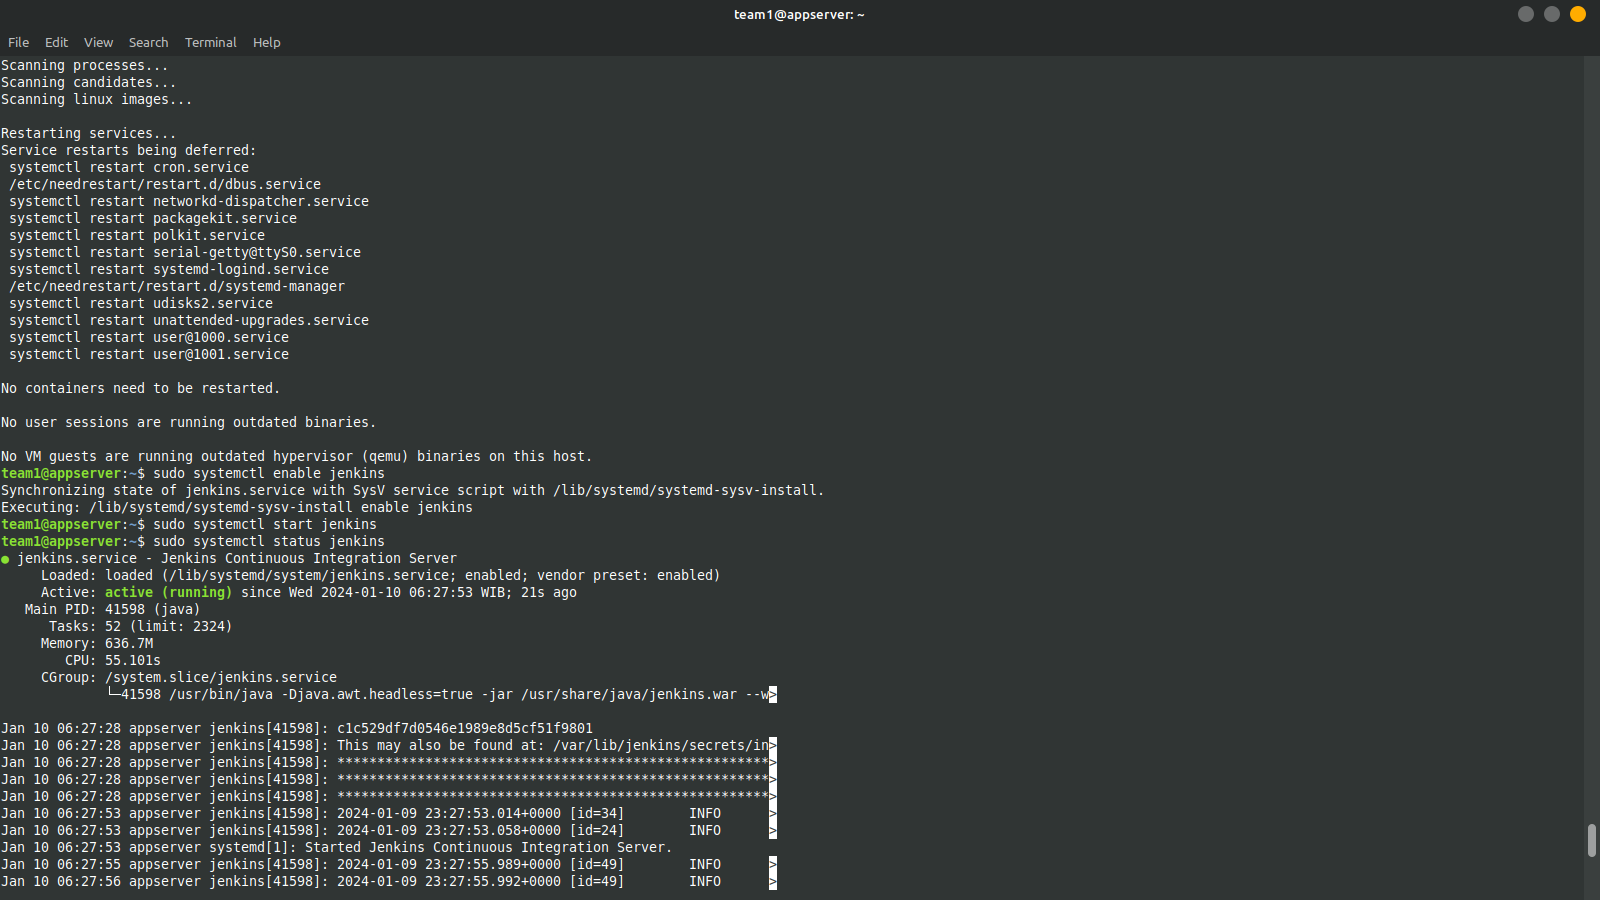 team1@appserver: ~
File Edit View Search Terminal Help
Scanning processes...
Scanning candidates...
Scanning linux images...
Restarting services...
Service restarts being deferred:
systemctl restart cron.service
/etc/needrestart/restart.d/dbus.service
systemctl restart networkd-dispatcher.service
systemctl restart packagekit.service
systemctl restart polkit.service
systemctl restart serial-getty@ttyS0.service
systemctl restart systemd-logind.service
/etc/needrestart/restart.d/systemd-manager
systemctl restart udisks2.service
systemctl restart unattended-upgrades.service
systemctl restart user@1000.service
systemctl restart user@1001.service
No containers need to be restarted.
No user sessions are running outdated binaries.
No VM guests are running outdated hypervisor (qemu) binaries on this host.
team1@appserver:~$ sudo systemctl enable jenkins
Synchronizing state of jenkins.service with SysV service script with /lib/systemd/systemd-sysv-install.
Executing: /lib/systemd/systemd-sysv-install enable jenkins
team1@appserver:~$ sudo systemctl start jenkins
team1@appserver:~$ sudo systemctl status jenkins
● jenkins.service - Jenkins Continuous Integration Server
Loaded: loaded (/lib/systemd/system/jenkins.service; enabled; vendor preset: enabled)
Active: active (running) since Wed 2024-01-10 06:27:53 WIB; 21s ago
Main PID: 41598 (java)
Tasks: 52 (limit: 2324)
Memory: 636.7M
CPU: 55.101s
CGroup: /system.slice/jenkins.service
└─41598 /usr/bin/java -Djava.awt.headless=true -jar /usr/share/java/jenkins.war --w>
Jan 10 06:27:28 appserver jenkins[41598]: c1c529df7d0546e1989e8d5cf51f9801
Jan 10 06:27:28 appserver jenkins[41598]: This may also be found at: /var/lib/jenkins/secrets/in>
Jan 10 06:27:28 appserver jenkins[41598]: ******************************************************>
Jan 10 06:27:28 appserver jenkins[41598]: ******************************************************>
Jan 10 06:27:28 appserver jenkins[41598]: ******************************************************>
Jan 10 06:27:53 appserver jenkins[41598]: 2024-01-09 23:27:53.014+0000 [id=34]        INFO      >
Jan 10 06:27:53 appserver jenkins[41598]: 2024-01-09 23:27:53.058+0000 [id=24]        INFO      >
Jan 10 06:27:53 appserver systemd[1]: Started Jenkins Continuous Integration Server.
Jan 10 06:27:55 appserver jenkins[41598]: 2024-01-09 23:27:55.989+0000 [id=49]        INFO      >
Jan 10 06:27:56 appserver jenkins[41598]: 2024-01-09 23:27:55.992+0000 [id=49]        INFO      >